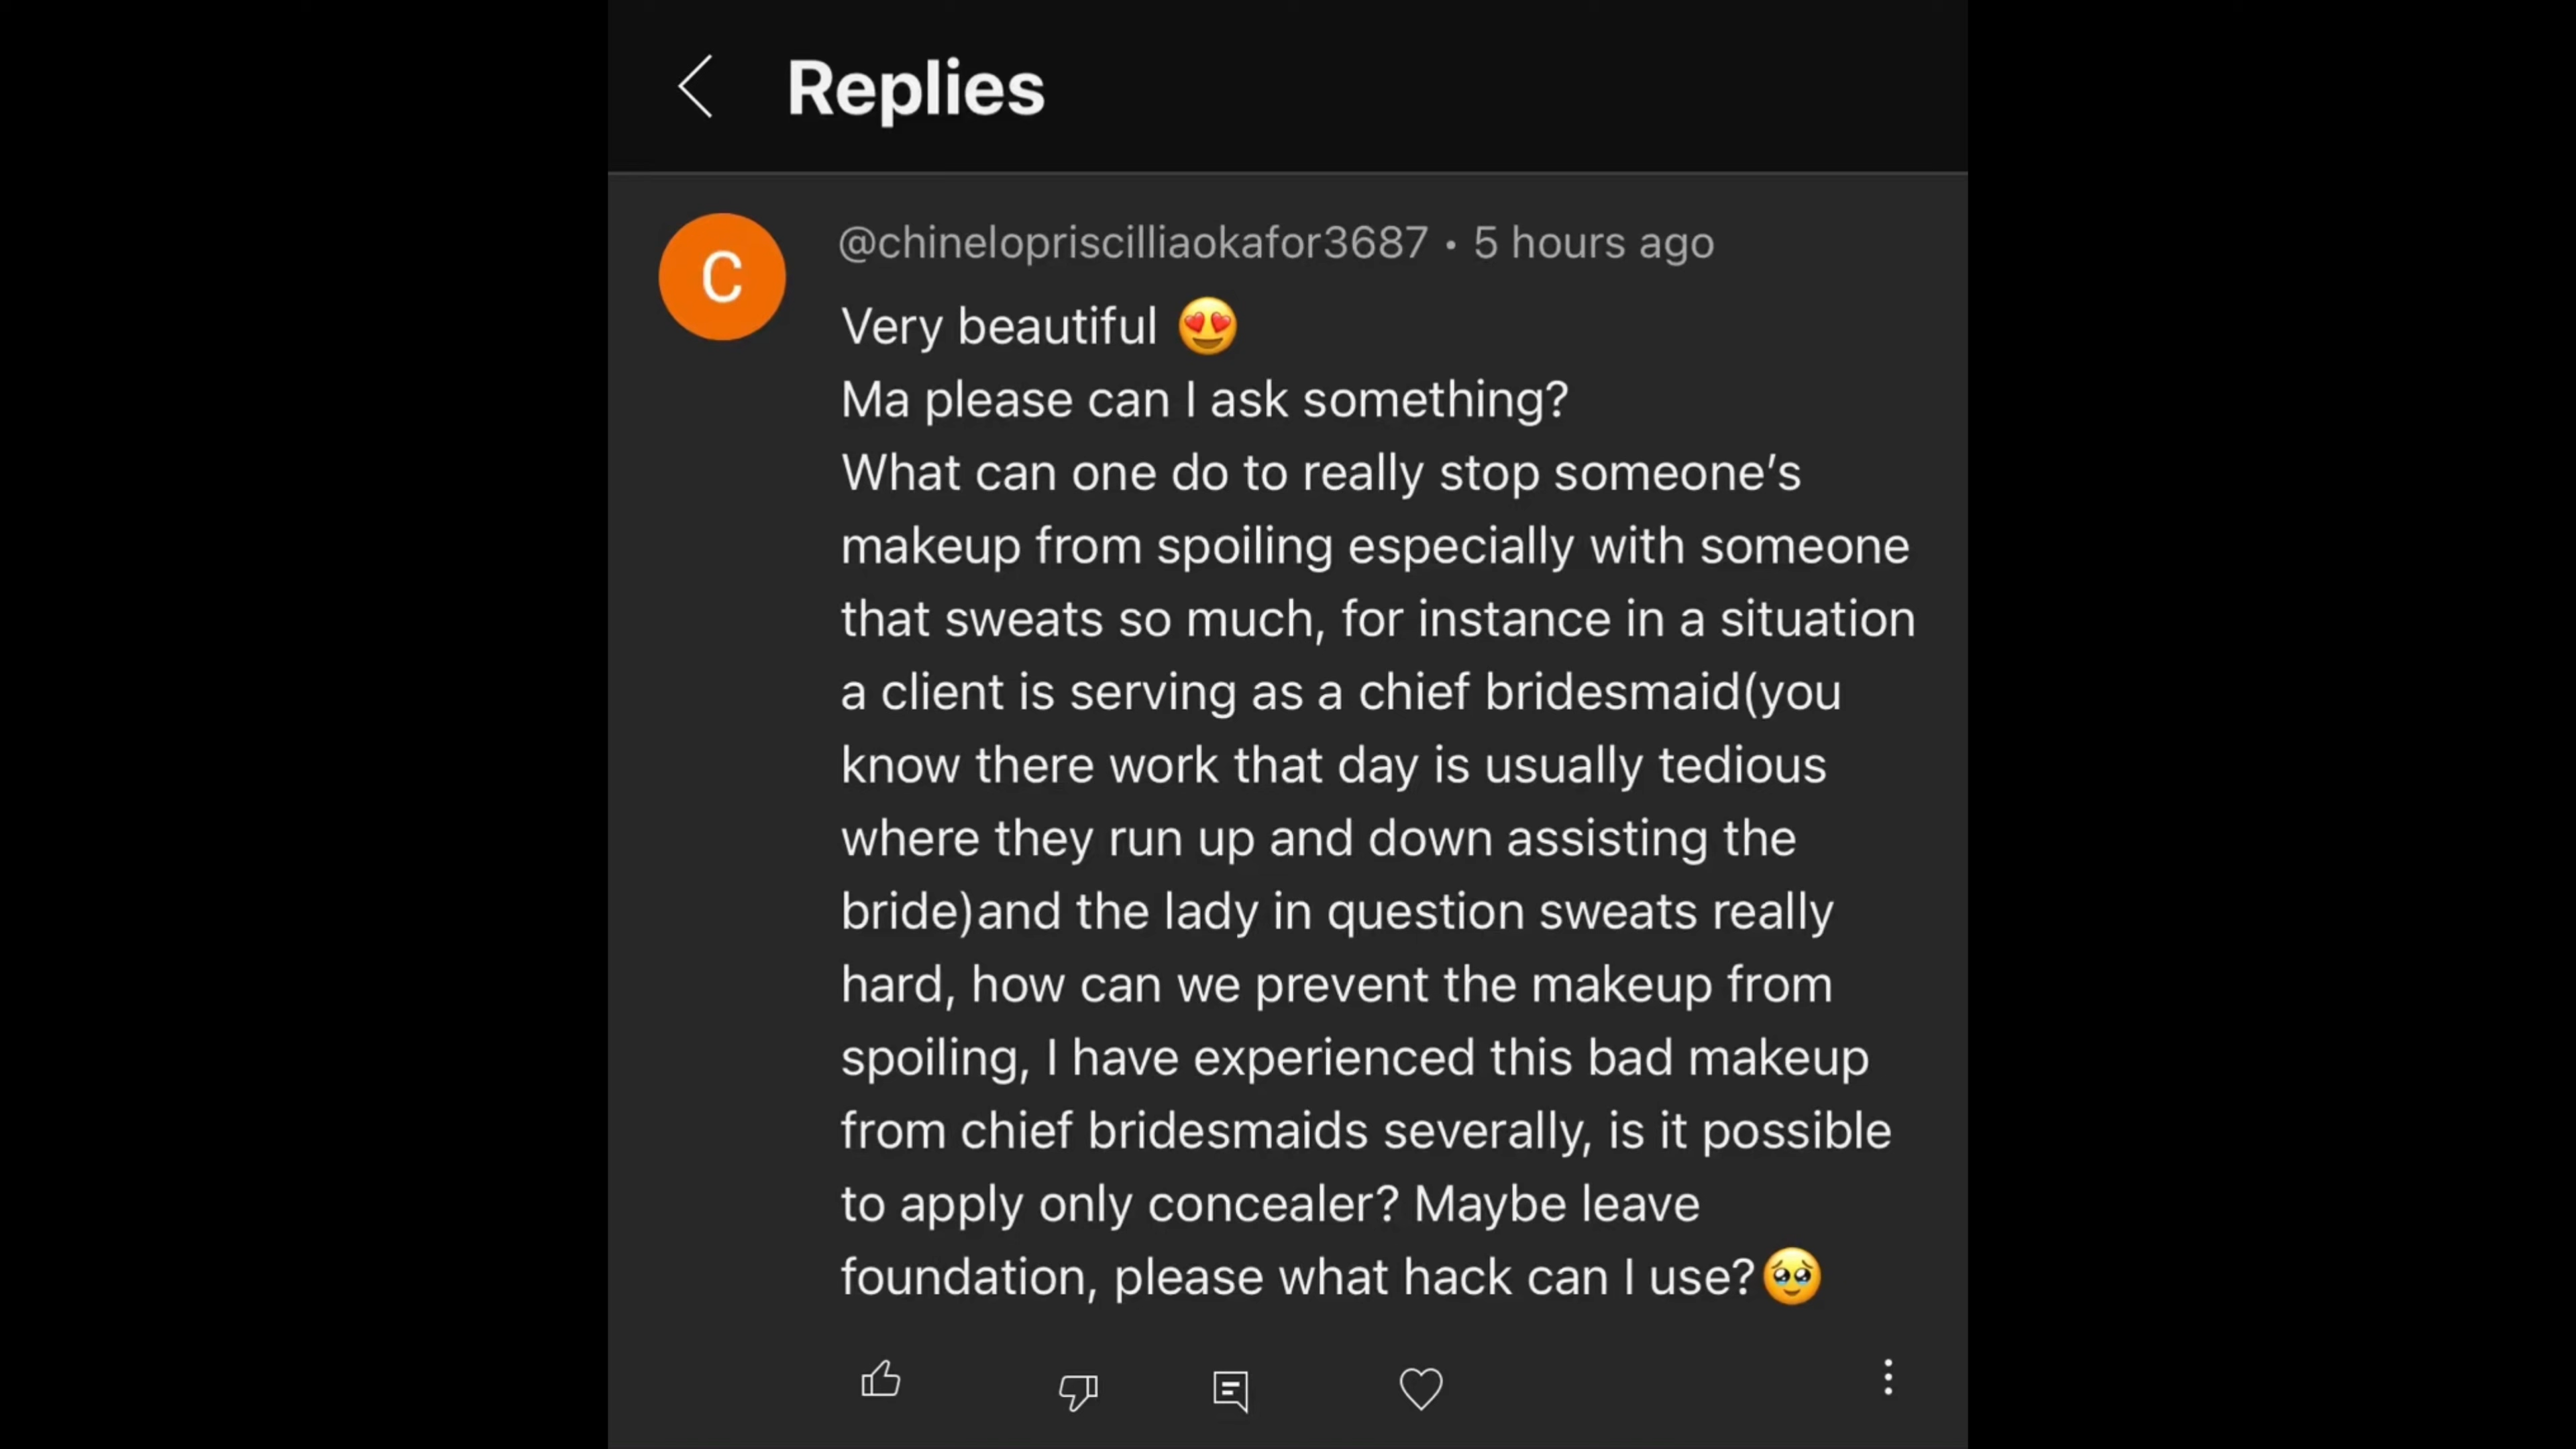 Replies
C
@chinelopriscilliaokafor3687 • 5 hours ago
Very beautiful 😍
Ma please can I ask something?
What can one do to really stop someone’s
makeup from spoiling especially with someone
that sweats so much, for instance in a situation
a client is serving as a chief bridesmaid(you
know there work that day is usually tedious
where they run up and down assisting the
bride)and the lady in question sweats really
hard, how can we prevent the makeup from
spoiling, I have experienced this bad makeup
from chief bridesmaids severally, is it possible
to apply only concealer? Maybe leave
foundation, please what hack can I use?🥹